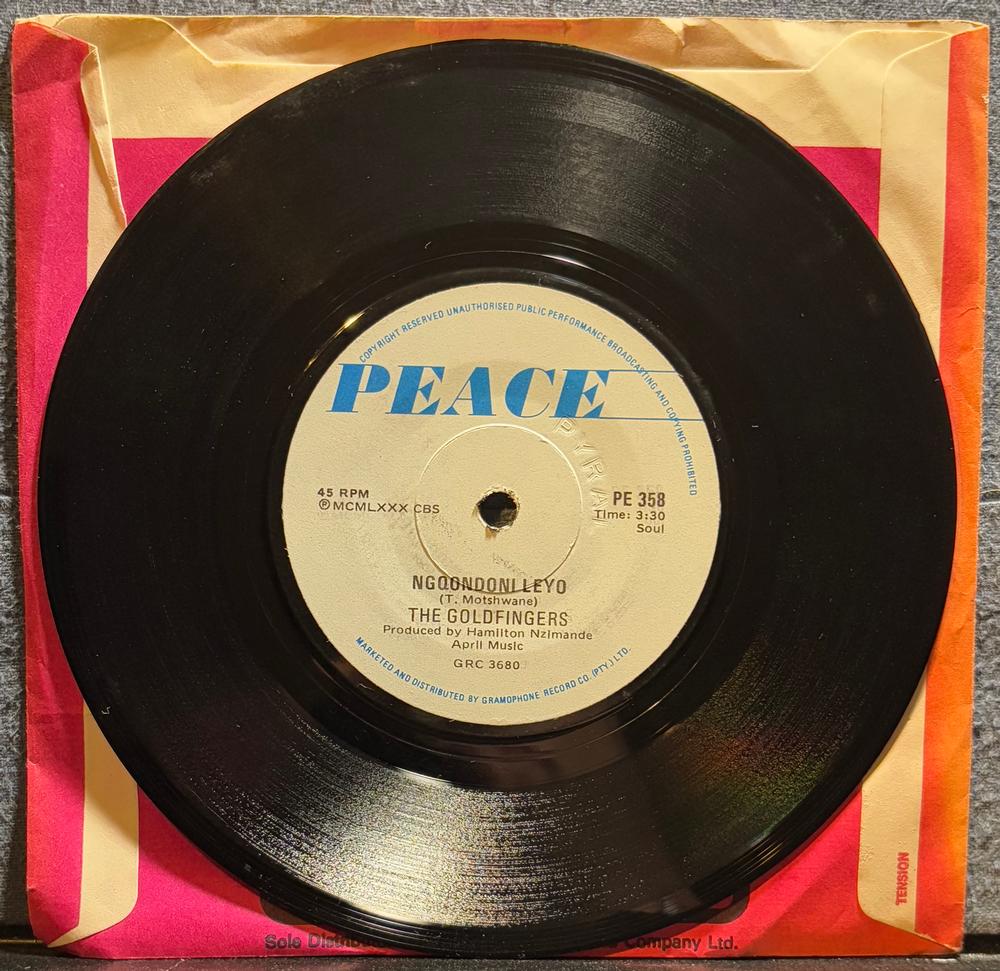 COPYRIGHT RESERVED UNAUTHORISED PUBLIC PERFORMANCE BROADCASTING AND COPYING PROHIBITED
PEACE
45 RPM
Ⓟ MCMLXXX CBS
PE 358
Time: 3:30
Soul
NGQONDONI LEYO
(T. Motshwane)
THE GOLDFINGERS
Produced by Hamilton Nzimande
April Music
GRC 3680
MARKETED AND DISTRIBUTED BY GRAMOPHONE RECORD CO. (PTY.) LTD.
TENSION
Sole Company Ltd.